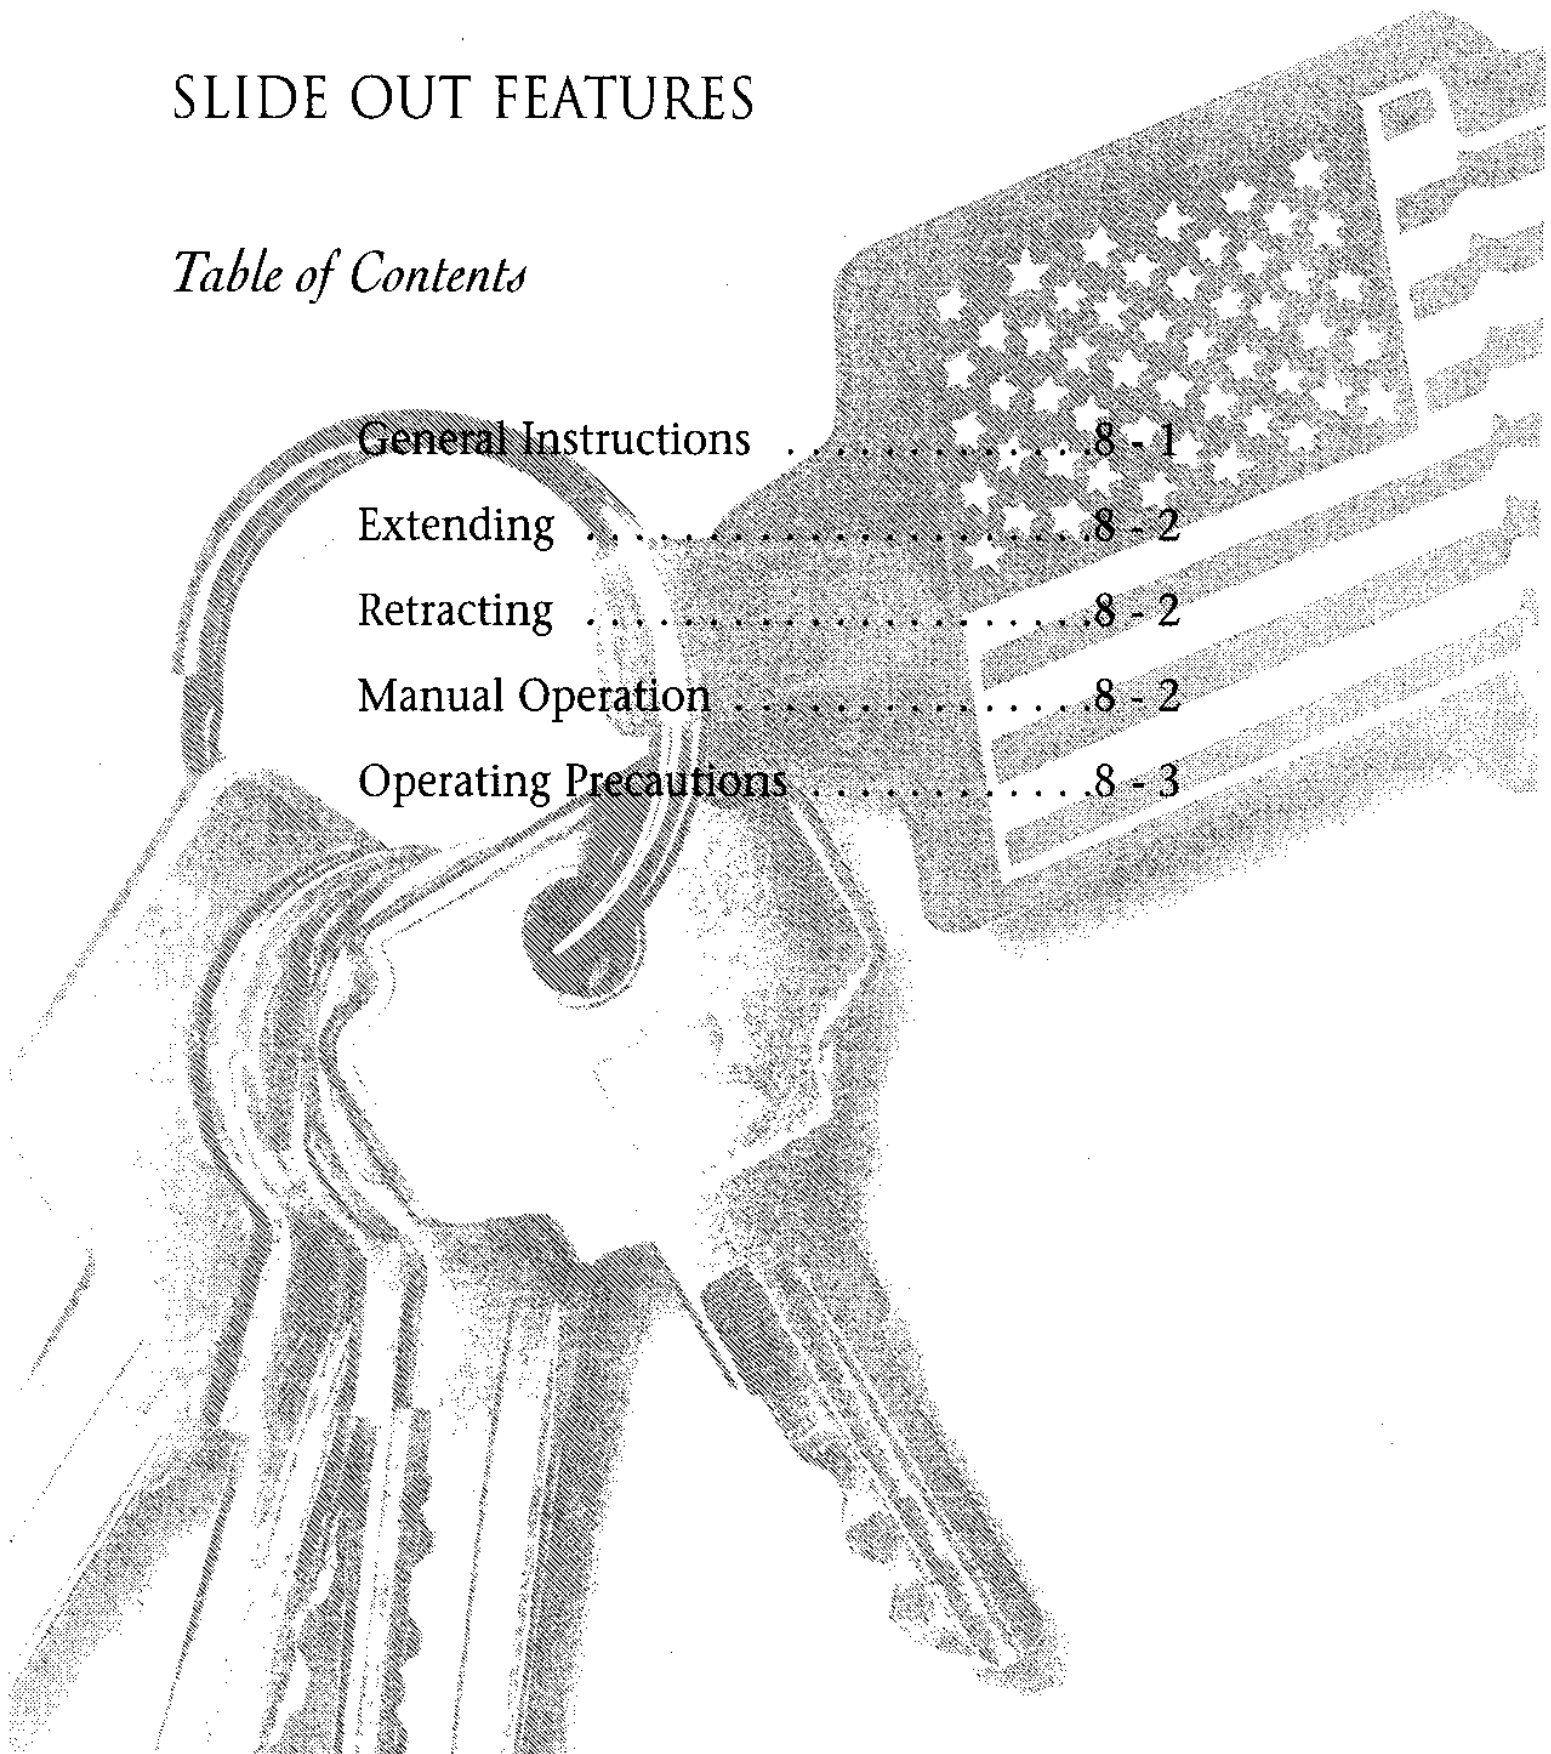 SLIDE OUT FEATURES
Table of Contents
General Instructions . . . . . . . . . . . . .8 - 1
Extending . . . . . . . . . . . . . . . . . . . . .8 - 2
Retracting . . . . . . . . . . . . . . . . . . . . .8 - 2
Manual Operation . . . . . . . . . . . . . . .8 - 2
Operating Precautions . . . . . . . . . . . .8 - 3